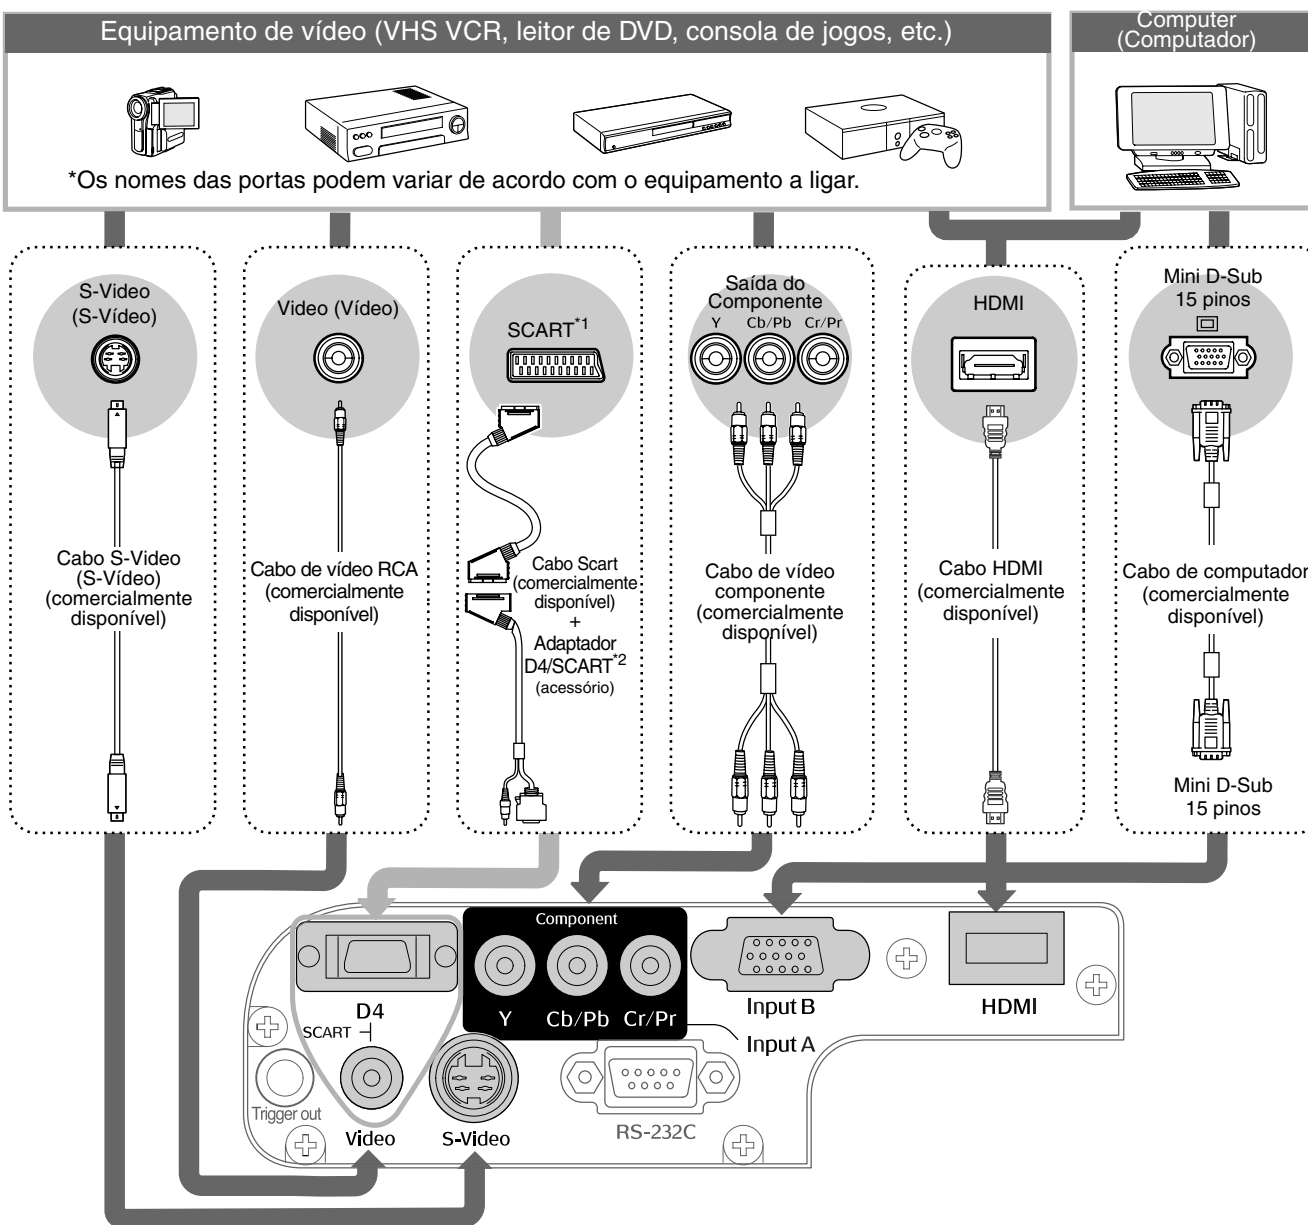 Equipamento de vídeo (VHS VCR, leitor de DVD, consola de jogos, etc.)
Computer
(Computador)
*Os nomes das portas podem variar de acordo com o equipamento a ligar.
S-Video
(S-Vídeo)
Video (Vídeo)
SCART*1
Saída do
Componente
Y Cb/Pb Cr/Pr
HDMI
Mini D-Sub
15 pinos
Cabo S-Video
(S-Vídeo)
(comercialmente
disponível)
Cabo de vídeo RCA
(comercialmente
disponível)
Cabo Scart
(comercialmente
disponível)
+
Adaptador
D4/SCART*2
(acessório)
Cabo de vídeo
componente
(comercialmente
disponível)
Cabo HDMI
(comercialmente
disponível)
Cabo de computador
(comercialmente
disponível)
Mini D-Sub
15 pinos
Component
Y Cb/Pb Cr/Pr
Input B
HDMI
D4
SCART
Input A
Trigger out
Video
S-Video
RS-232C